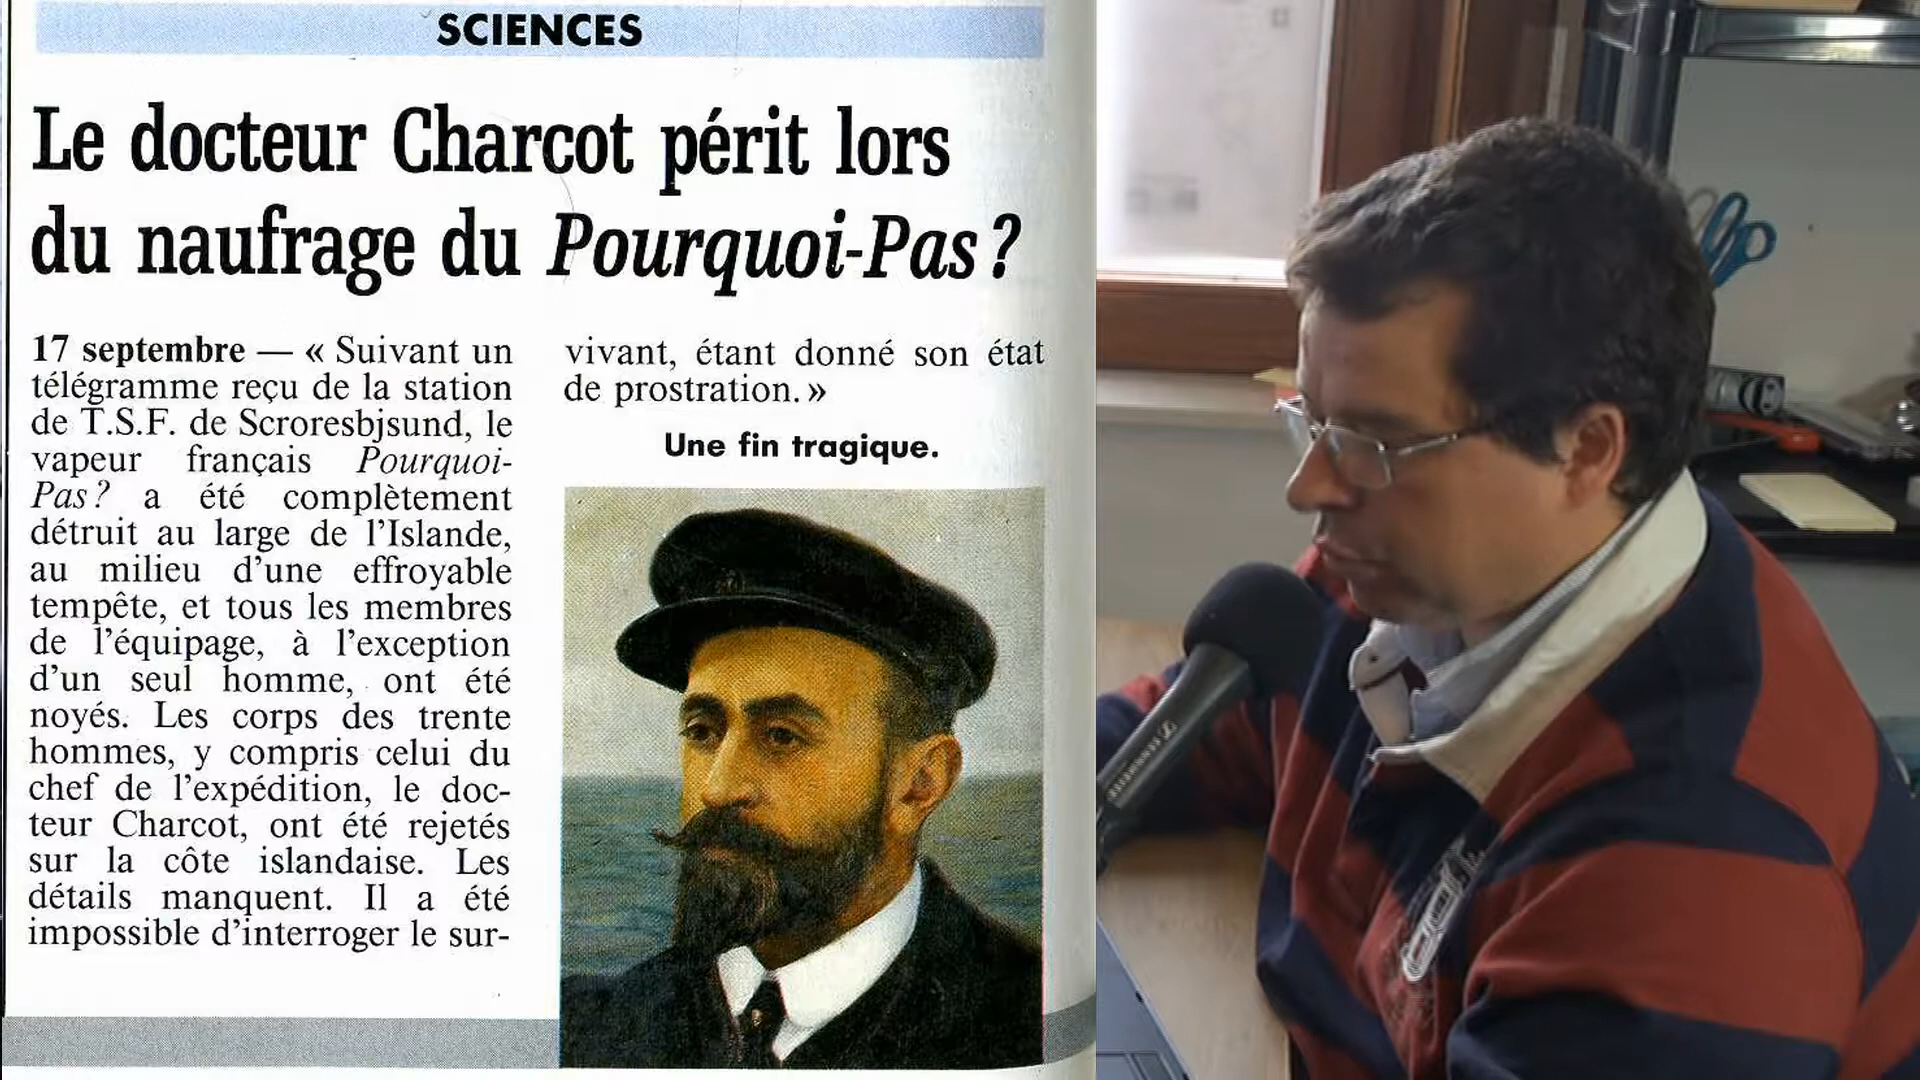 SCIENCES
Le docteur Charcot périt lors
du naufrage du Pourquoi-Pas ?
17 septembre — « Suivant un
télégramme reçu de la station
de T.S.F. de Scroresbjsund, le
vapeur français Pourquoi-
Pas ? a été complètement
détruit au large de l'Islande,
au milieu d'une effroyable
tempête, et tous les membres
de l'équipage, à l'exception
d'un seul homme, ont été
noyés. Les corps des trente
hommes, y compris celui du
chef de l'expédition, le doc-
teur Charcot, ont été rejetés
sur la côte islandaise. Les
détails manquent. Il a été
impossible d'interroger le sur-
vivant, étant donné son état
de prostration. »
Une fin tragique.
SENNHEISER